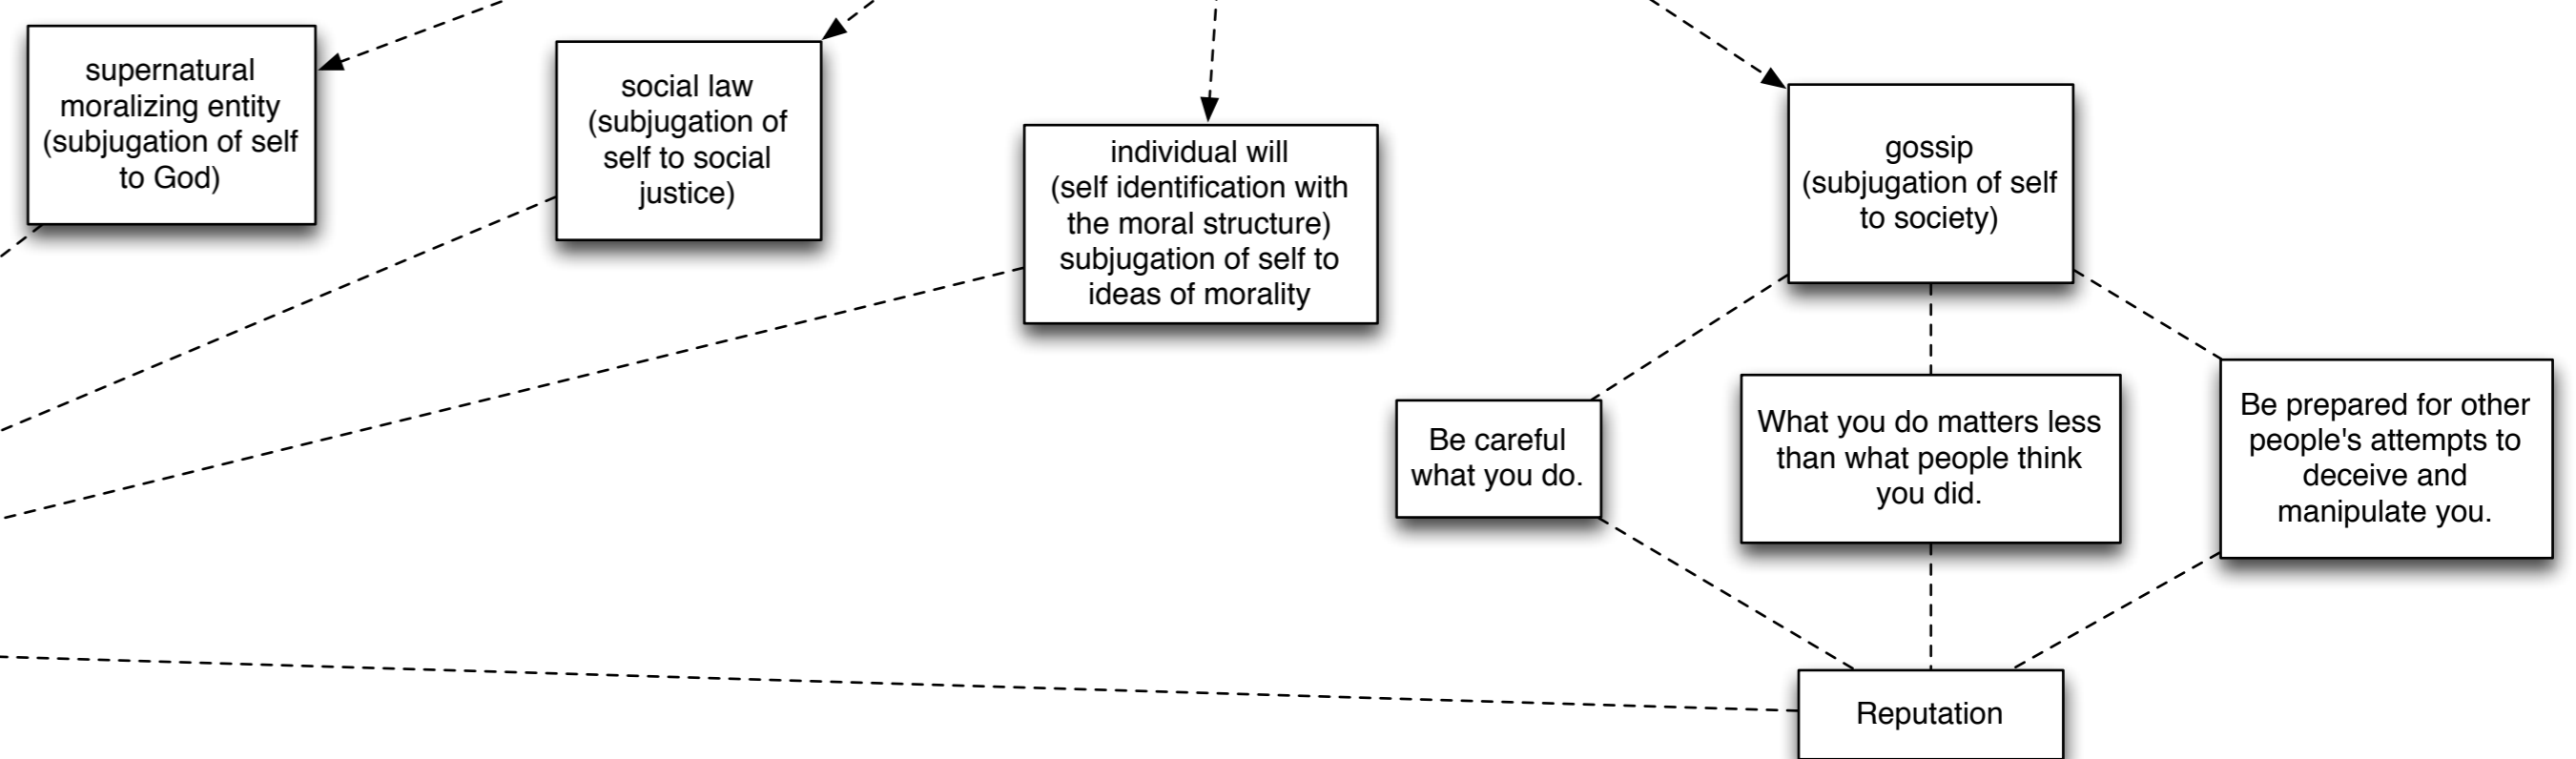 supernatural
moralizing entity
(subjugation of self
to God)
social law
(subjugation of
self to social
justice)
individual will
(self identification with
the moral structure)
subjugation of self to
ideas of morality
gossip
(subjugation of self
to society)
Be careful
what you do.
What you do matters less
than what people think
you did.
Be prepared for other
people's attempts to
deceive and
manipulate you.
Reputation